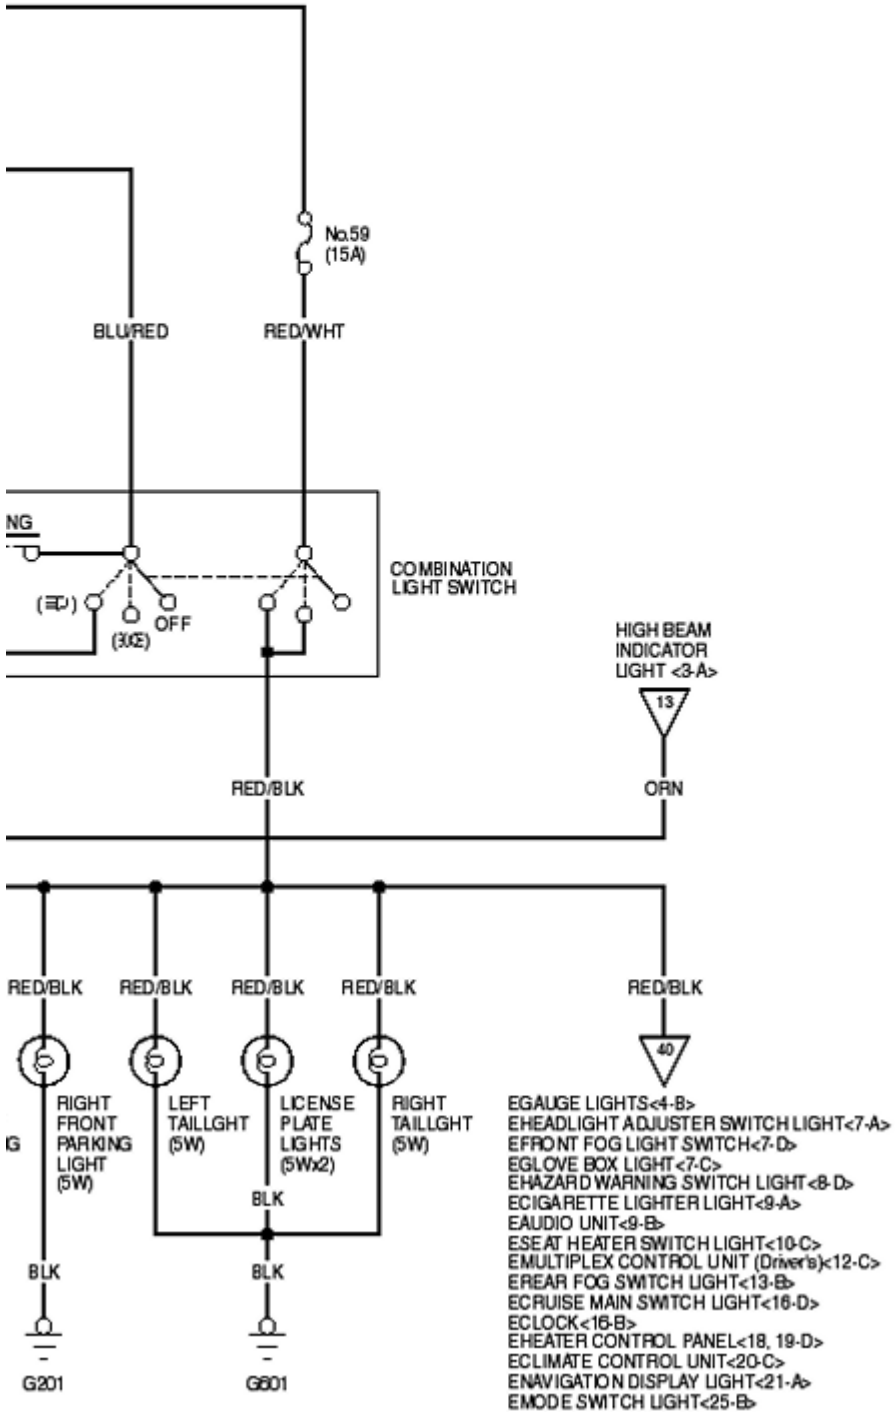 No.59
(15A)
BLU/RED
RED/WHT
NG
COMBINATION
LIGHT SWITCH
OFF
HIGH BEAM
INDICATOR
LIGHT <3-A>
13
RED/BLK
ORN
RED/BLK
RED/BLK
RED/BLK
RED/BLK
RED/BLK
40
G
RIGHT
FRONT
PARKING
LIGHT
(5W)
LEFT
TAILLGHT
(5W)
LICENSE
PLATE
LIGHTS
(5Wx2)
RIGHT
TAILLGHT
(5W)
BLK
BLK
BLK
G201
G601
EGAUGE LIGHTS<4-B>
EHEADLIGHT ADJUSTER SWITCH LIGHT<7-A>
EFRONT FOG LIGHT SWITCH<7-D>
EGLOVE BOX LIGHT<7-C>
EHAZARD WARNING SWITCH LIGHT<8-D>
ECIGARETTE LIGHTER LIGHT<9-A>
EAUDIO UNIT<9-B>
ESEAT HEATER SWITCH LIGHT<10-C>
EMULTIPLEX CONTROL UNIT (Driver's)<12-C>
EREAR FOG SWITCH LIGHT<13-B>
ECRUISE MAIN SWITCH LIGHT<16-D>
ECLOCK<16-B>
EHEATER CONTROL PANEL<18, 19-D>
ECLIMATE CONTROL UNIT<20-C>
ENAVIGATION DISPLAY LIGHT<21-A>
EMODE SWITCH LIGHT<25-B>